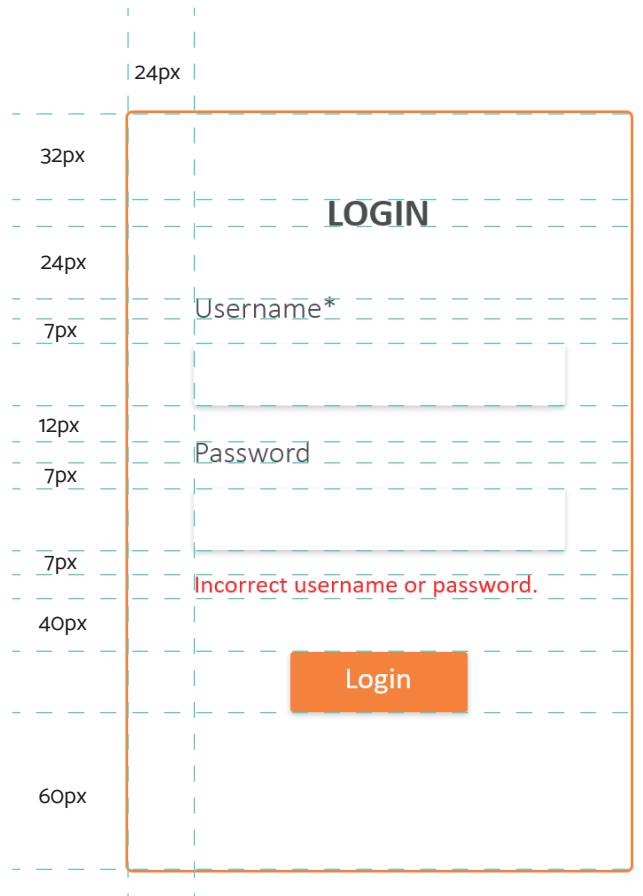 24px
32px
LOGIN
24px
Username*
7px
12px
Password
7px
7px
Incorrect username or password.
40px
Login
60px